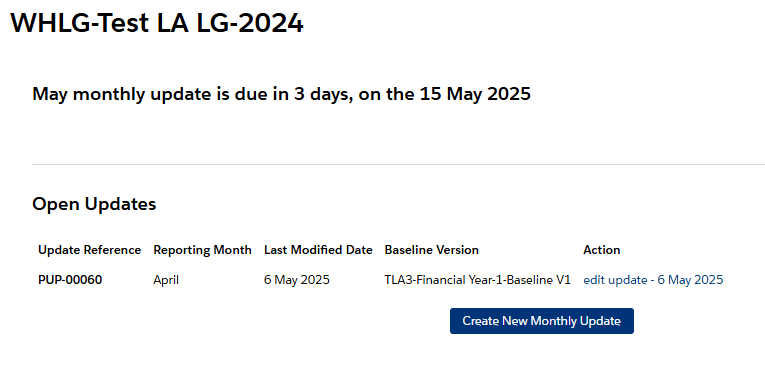 WHLG-Test LA LG-2024
May monthly update is due in 3 days, on the 15 May 2025
Open Updates
Update Reference Reporting Month Last Modified Date Baseline Version Action
PUP-00060 April 6 May 2025 TLA3-Financial Year-1-Baseline V1 edit update - 6 May 2025
Create New Monthly Update